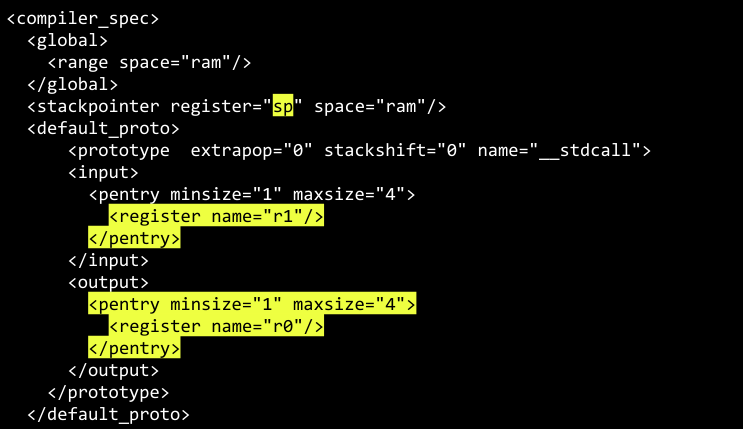 <compiler_spec>
  <global>
    <range space="ram"/>
  </global>
  <stackpointer register="sp" space="ram"/>
  <default_proto>
      <prototype  extrapop="0" stackshift="0" name="__stdcall">
      <input>
        <pentry minsize="1" maxsize="4">
          <register name="r1"/>
        </pentry>
      </input>
      <output>
        <pentry minsize="1" maxsize="4">
          <register name="r0"/>
        </pentry>
      </output>
    </prototype>
  </default_proto>